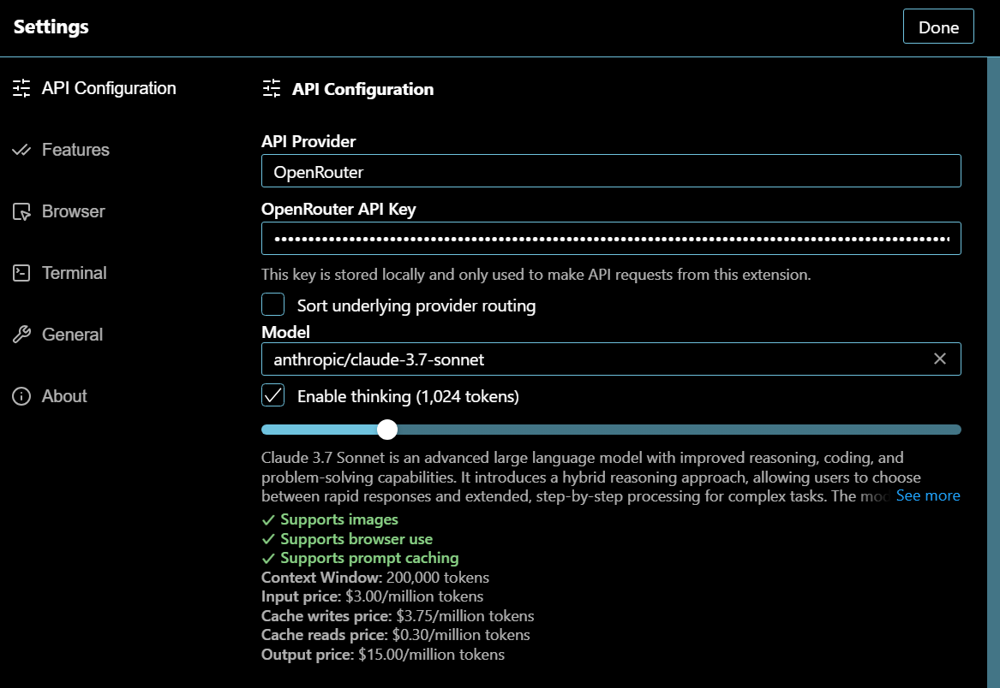 Settings
Done
API Configuration
Features
Browser
Terminal
General
About
API Configuration
API Provider
OpenRouter
OpenRouter API Key
This key is stored locally and only used to make API requests from this extension.
Sort underlying provider routing
Model
anthropic/claude-3.7-sonnet
Enable thinking (1,024 tokens)
Claude 3.7 Sonnet is an advanced large language model with improved reasoning, coding, and
problem-solving capabilities. It introduces a hybrid reasoning approach, allowing users to choose
between rapid responses and extended, step-by-step processing for complex tasks. The mod See more
Supports images
Supports browser use
Supports prompt caching
Context Window: 200,000 tokens
Input price: $3.00/million tokens
Cache writes price: $3.75/million tokens
Cache reads price: $0.30/million tokens
Output price: $15.00/million tokens